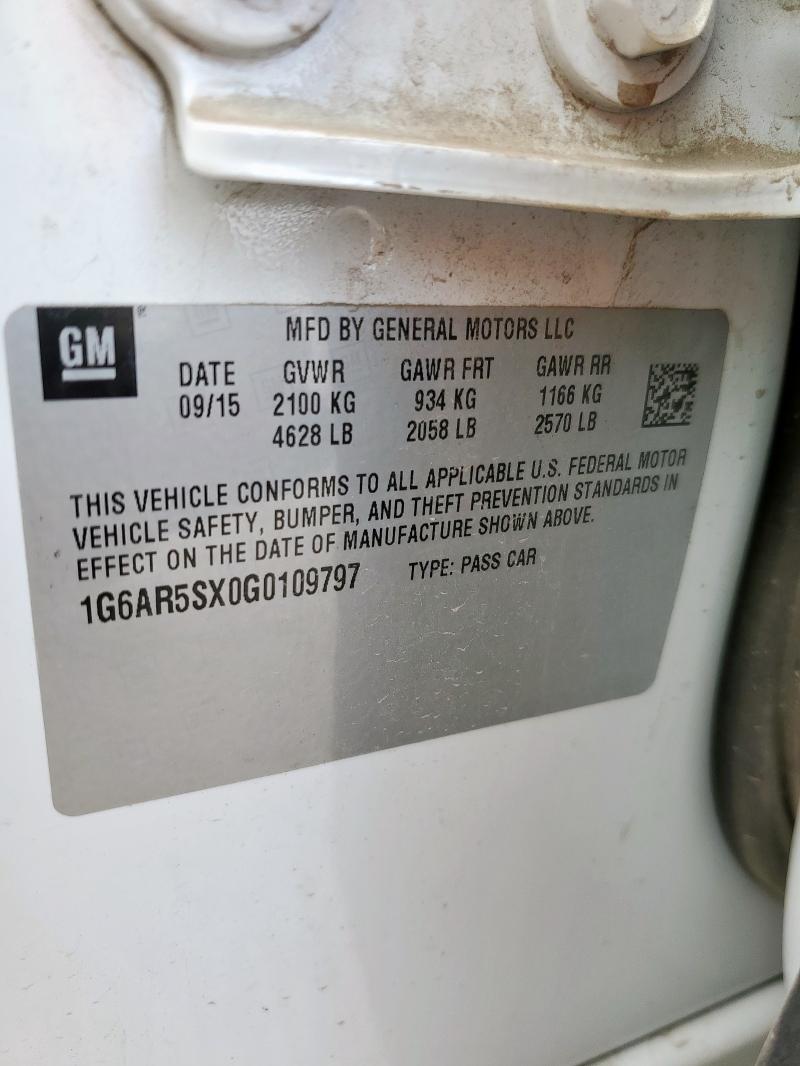 GM ® MFD BY GENERAL MOTORS LLC
DATE GVWR GAWR FRT GAWR RR
09/15 2100 KG 934 KG 1166 KG
4628 LB 2058 LB 2570 LB
THIS VEHICLE CONFORMS TO ALL APPLICABLE U.S. FEDERAL MOTOR
VEHICLE SAFETY, BUMPER, AND THEFT PREVENTION STANDARDS IN
EFFECT ON THE DATE OF MANUFACTURE SHOWN ABOVE.
1G6AR5SX0G0109797 TYPE: PASS CAR